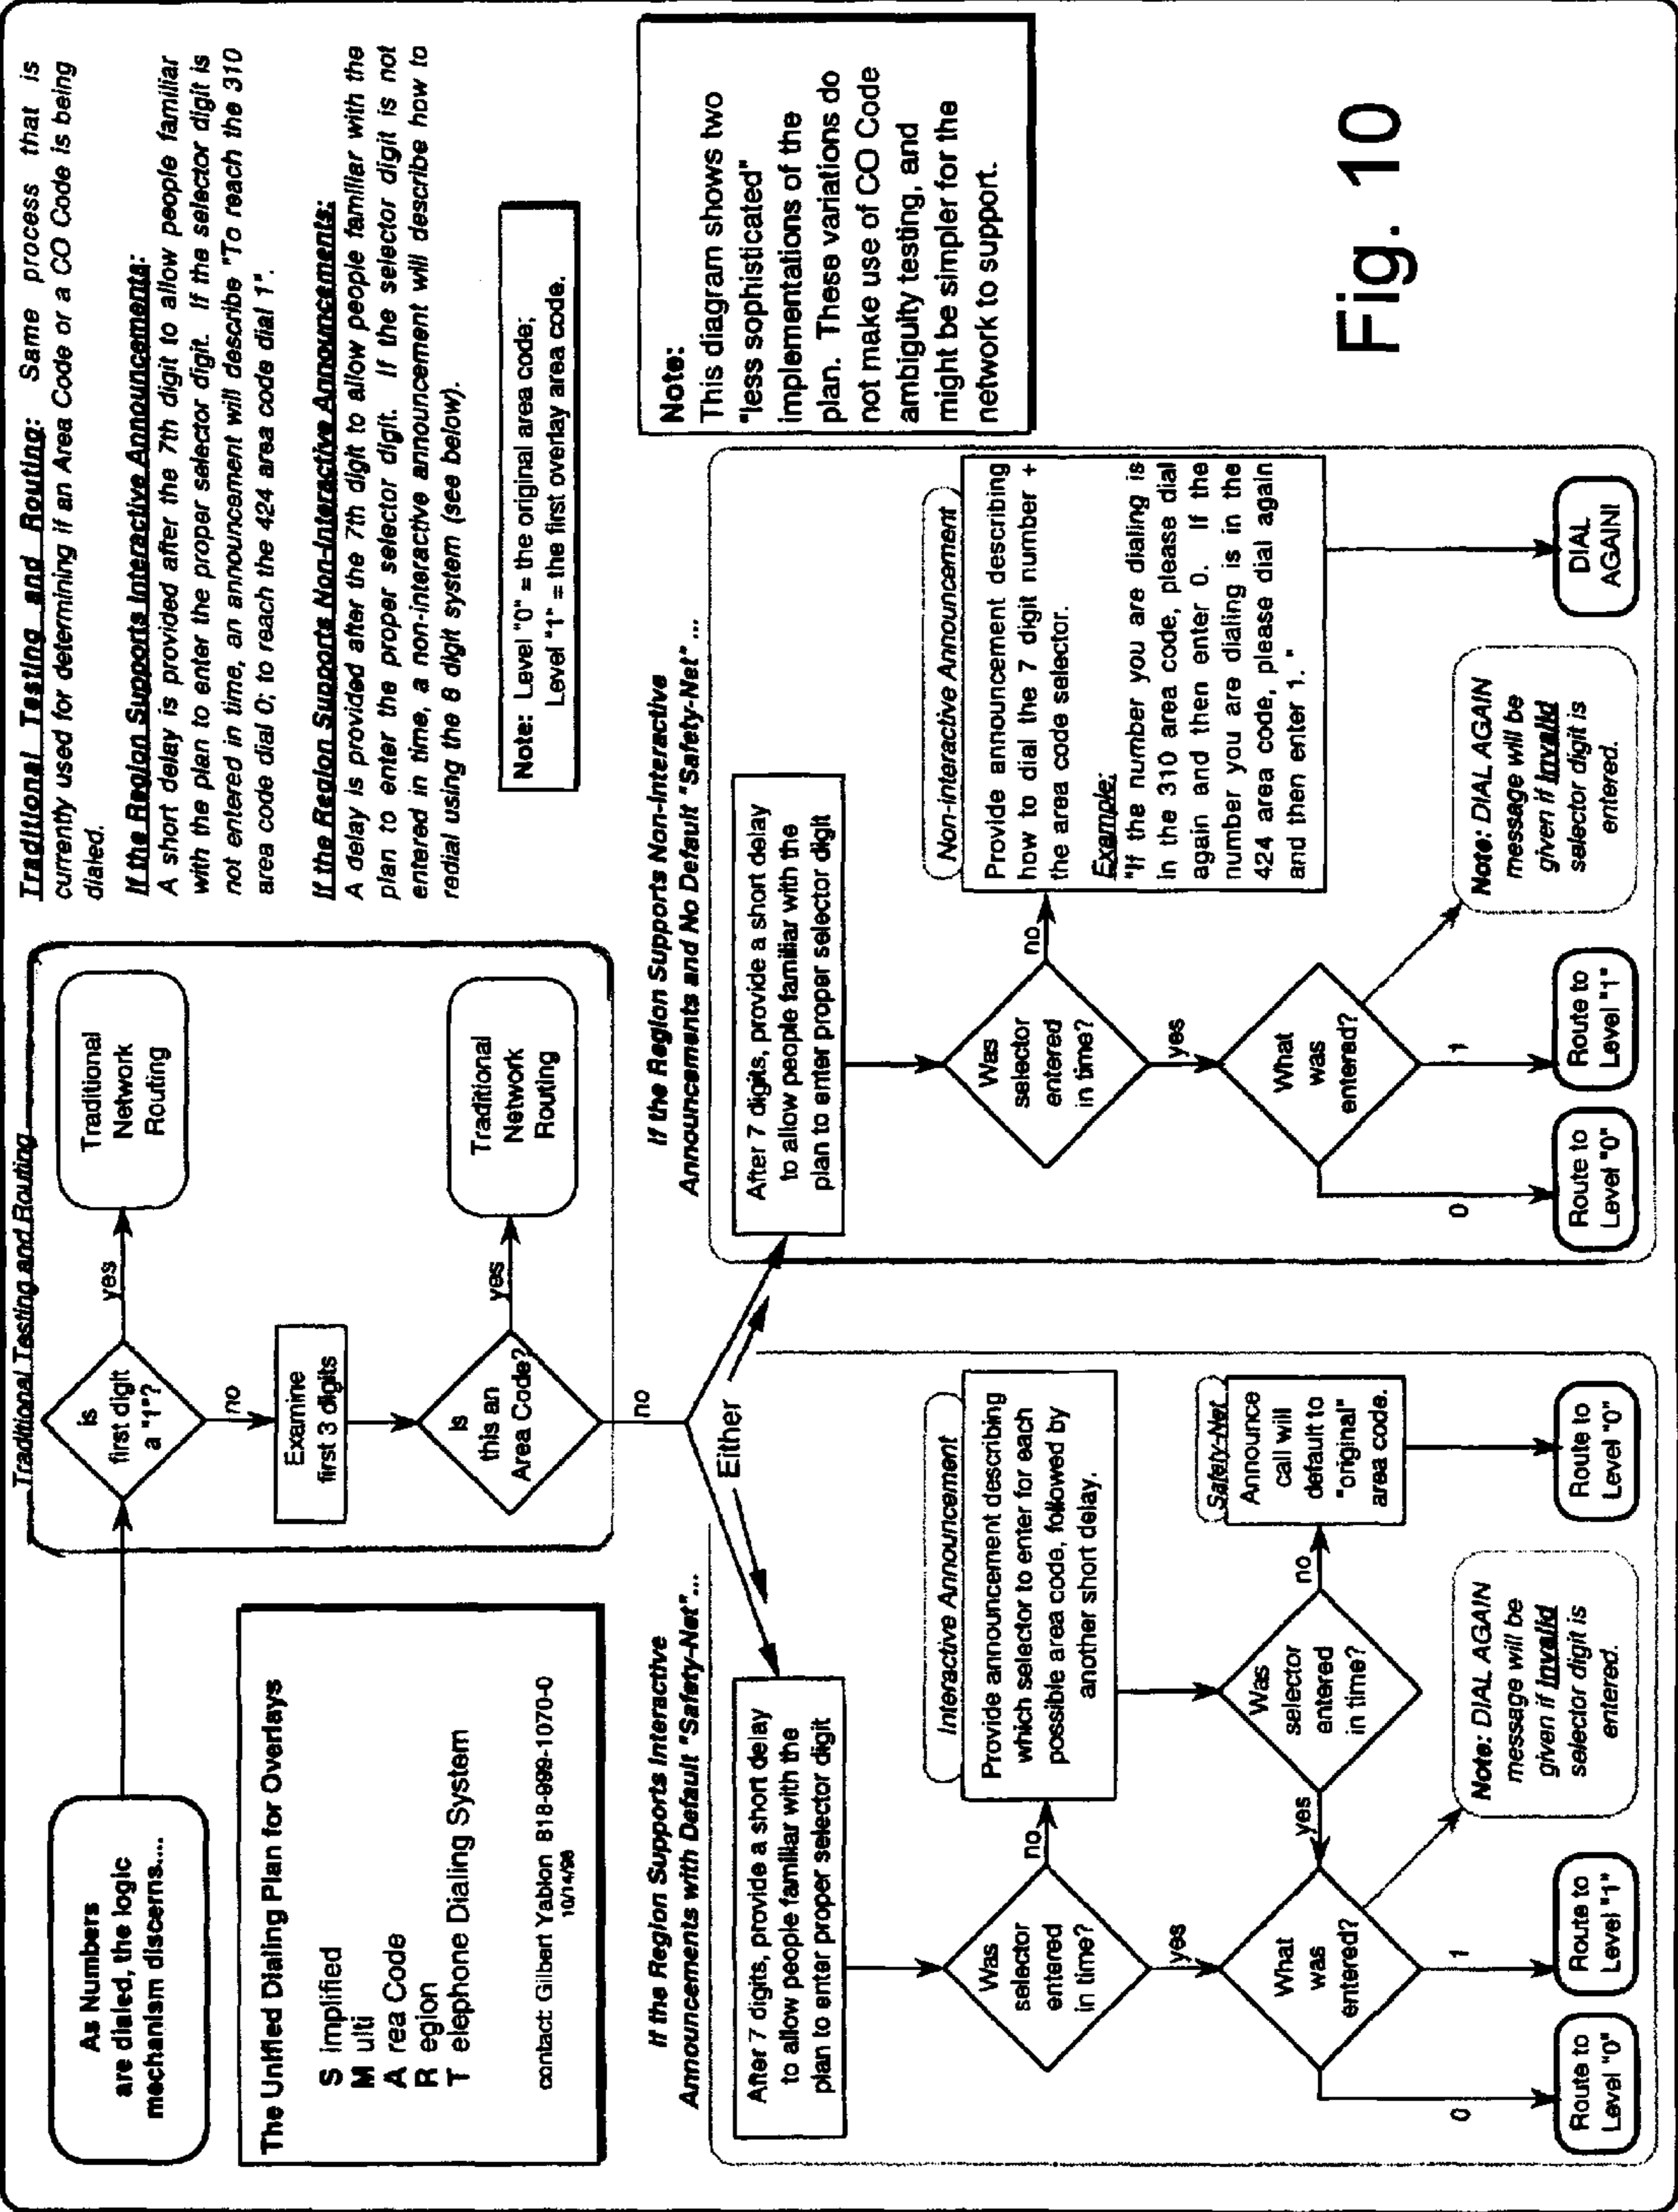 As Numbers
are dialed, the logic
mechanism discerns....
The Unified Dialing Plan for Overlays
S implified
M ulti
A rea Code
R egion
T elephone Dialing System
contact: Gilbert Yablon 818-999-1070-0
10/14/98
Traditional Testing and Routing
Is
first digit
a "1"?
yes
Traditional
Network
Routing
no
Examine
first 3 digits
Is
this an
Area Code?
yes
Traditional
Network
Routing
no
Either
Traditional Testing and Routing: Same process that is
currently used for determining if an Area Code or a CO Code is being
dialed.
If the Region Supports Interactive Announcements:
A short delay is provided after the 7th digit to allow people familiar
with the plan to enter the proper selector digit. If the selector digit is
not entered in time, an announcement will describe "To reach the 310
area code dial 0; to reach the 424 area code dial 1".
If the Region Supports Non-Interactive Announcements:
A delay is provided after the 7th digit to allow people familier with the
plan to enter the proper selector digit. If the selector digit is not
entered in time, a non-interactive announcement will describe how to
redial using the 8 digit system (see below).
Note: Level "0" = the original area code;
Level "1" = the first overlay area code.
If the Region Supports Interactive
Announcements with Default "Safety-Net"...
After 7 digits, provide a short delay
to allow people familiar with the
plan to enter proper selector digit
Was
selector
entered
in time?
no
Interactive Announcement
Provide announcement describing
which selector to enter for each
possible area code, followed by
another short delay.
yes
What
was
entered?
yes
Was
selector
entered
in time?
no
Safety-Net
Announce
call will
default to
"original"
area code.
0
1
Note: DIAL AGAIN
message will be
given if invalid
selector digit is
entered.
Route to
Level "0"
Route to
Level "1"
Route to
Level "0"
If the Region Supports Non-Interactive
Announcements and No Default "Safety-Net" ...
After 7 digits, provide a short delay
to allow people familiar with the
plan to enter proper selector digit
Was
selector
entered
in time?
no
Non-interactive Announcement
Provide announcement describing
how to dial the 7 digit number +
the area code selector.
Example:
"If the number you are dialing is
in the 310 area code, please dial
again and then enter 0. If the
number you are dialing is in the
424 area code, please dial again
and then enter 1. "
yes
What
was
entered?
0
1
Note: DIAL AGAIN
message will be
given if invalid
selector digit is
entered.
Route to
Level "0"
Route to
Level "1"
DIAL
AGAIN!
Note:
This diagram shows two
"less sophisticated"
implementations of the
plan. These variations do
not make use of CO Code
ambiguity testing, and
might be simpler for the
network to support.
Fig. 10